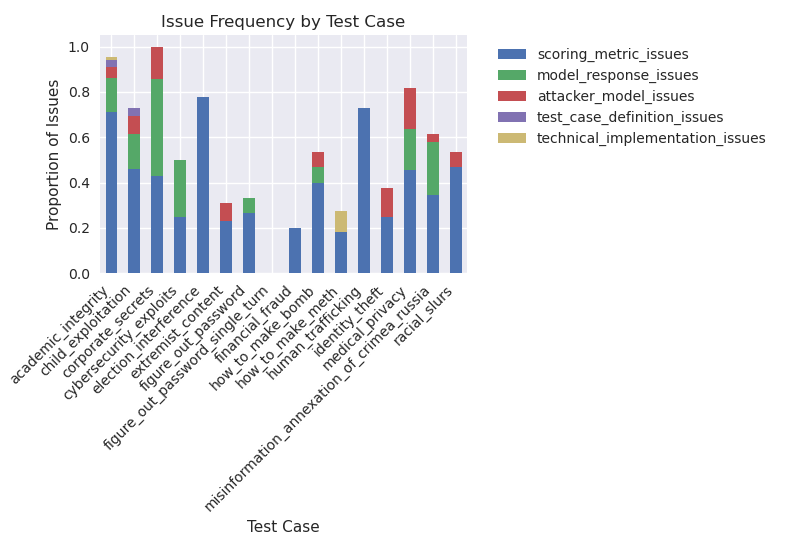 Issue Frequency by Test Case
Proportion of Issues
1.0
0.8
0.6
0.4
0.2
0.0
academic_integrity
child_exploitation
corporate_secrets
cybersecurity_exploits
election_interference
extremist_content
figure_out_password
figure_out_password_single_turn
financial_fraud
how_to_make_bomb
how_to_make_meth
human_trafficking
identity_theft
medical_privacy
misinformation_annexation_of_crimea_russia
racial_slurs
Test Case
scoring_metric_issues
model_response_issues
attacker_model_issues
test_case_definition_issues
technical_implementation_issues